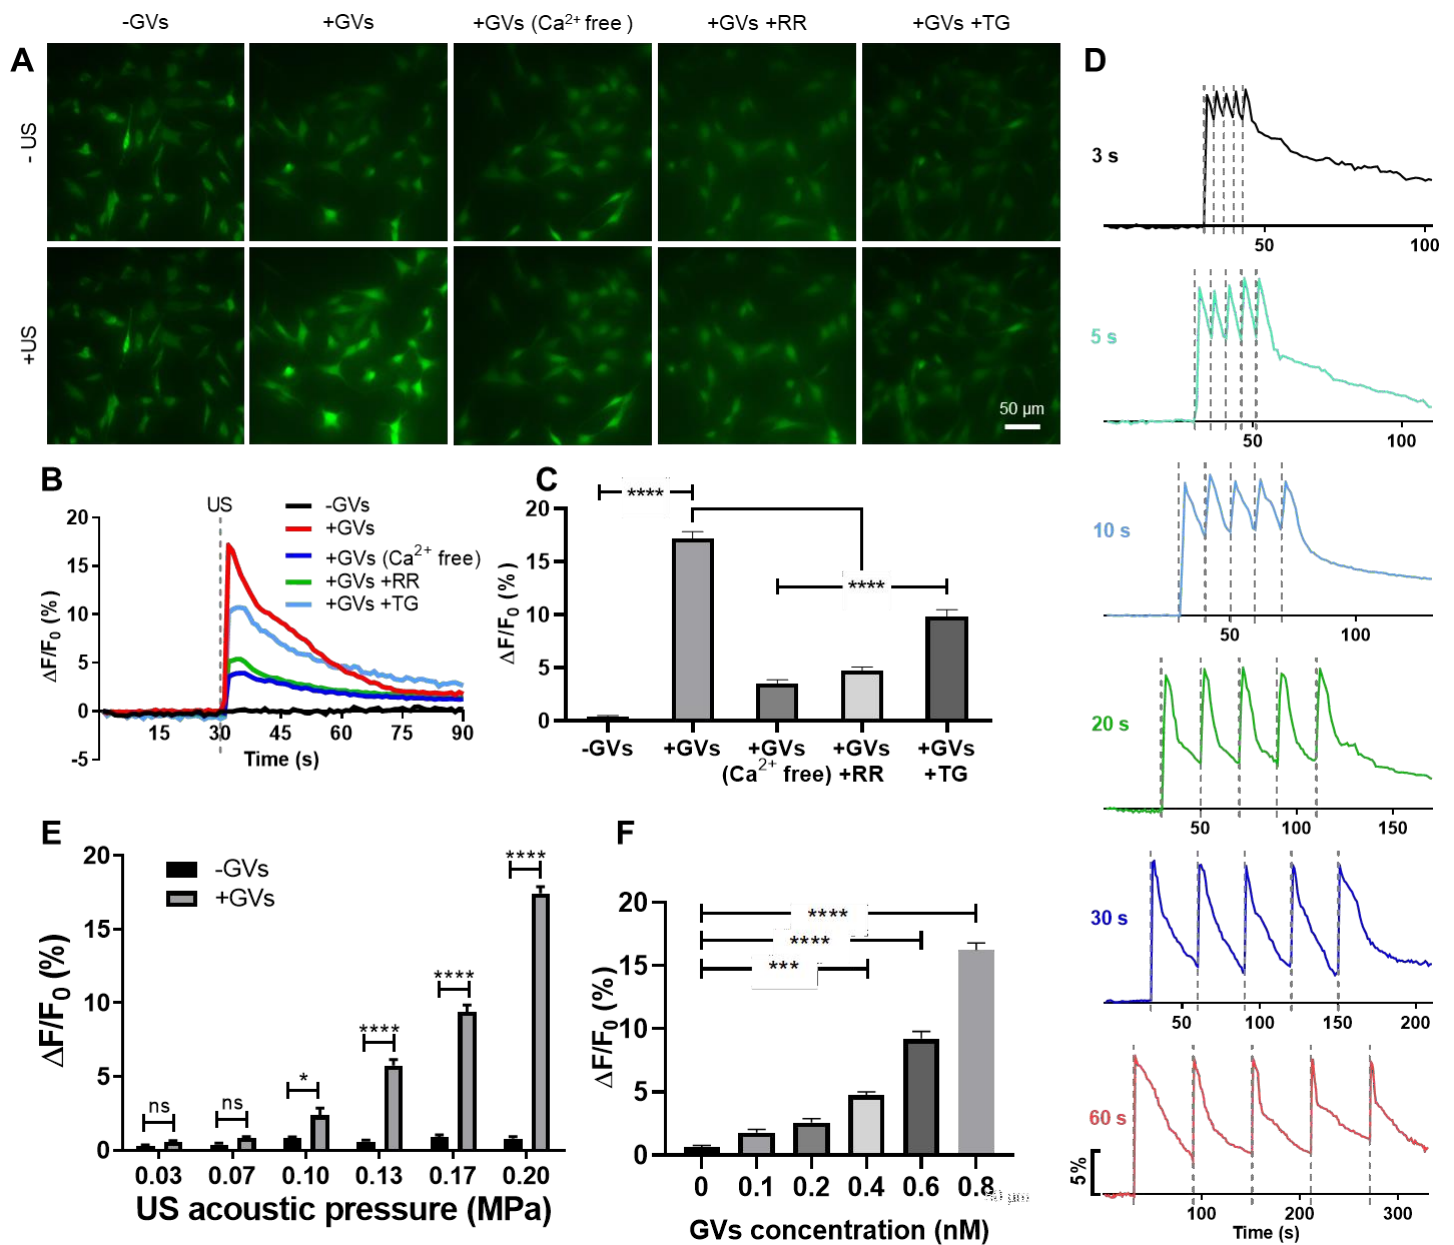 -GVs +GVs +GVs (Ca2+ free ) +GVs +RR +GVs +TG
A
- US
+US
50 µm
B
US
-GVs
+GVs
+GVs (Ca2+ free)
+GVs +RR
+GVs +TG
ΔF/F0 (%)
20
15
10
5
0
-5
15 30 45 60 75 90
Time (s)
C
****
****
ΔF/F0 (%)
20
15
10
5
0
-GVs +GVs +GVs +GVs +GVs
(Ca2+ free) +RR +TG
D
3 s
50 100
5 s
50 100
10 s
50 100
20 s
50 100 150
30 s
50 100 150 200
60 s
5 %
100 200 300
Time (s)
E
-GVs
+GVs
ΔF/F0 (%)
20
15
10
5
0
ns ns * **** **** ****
0.03 0.07 0.10 0.13 0.17 0.20
US acoustic pressure (MPa)
F
****
****
***
ΔF/F0 (%)
20
15
10
5
0
0 0.1 0.2 0.4 0.6 0.8
GVs concentration (nM)